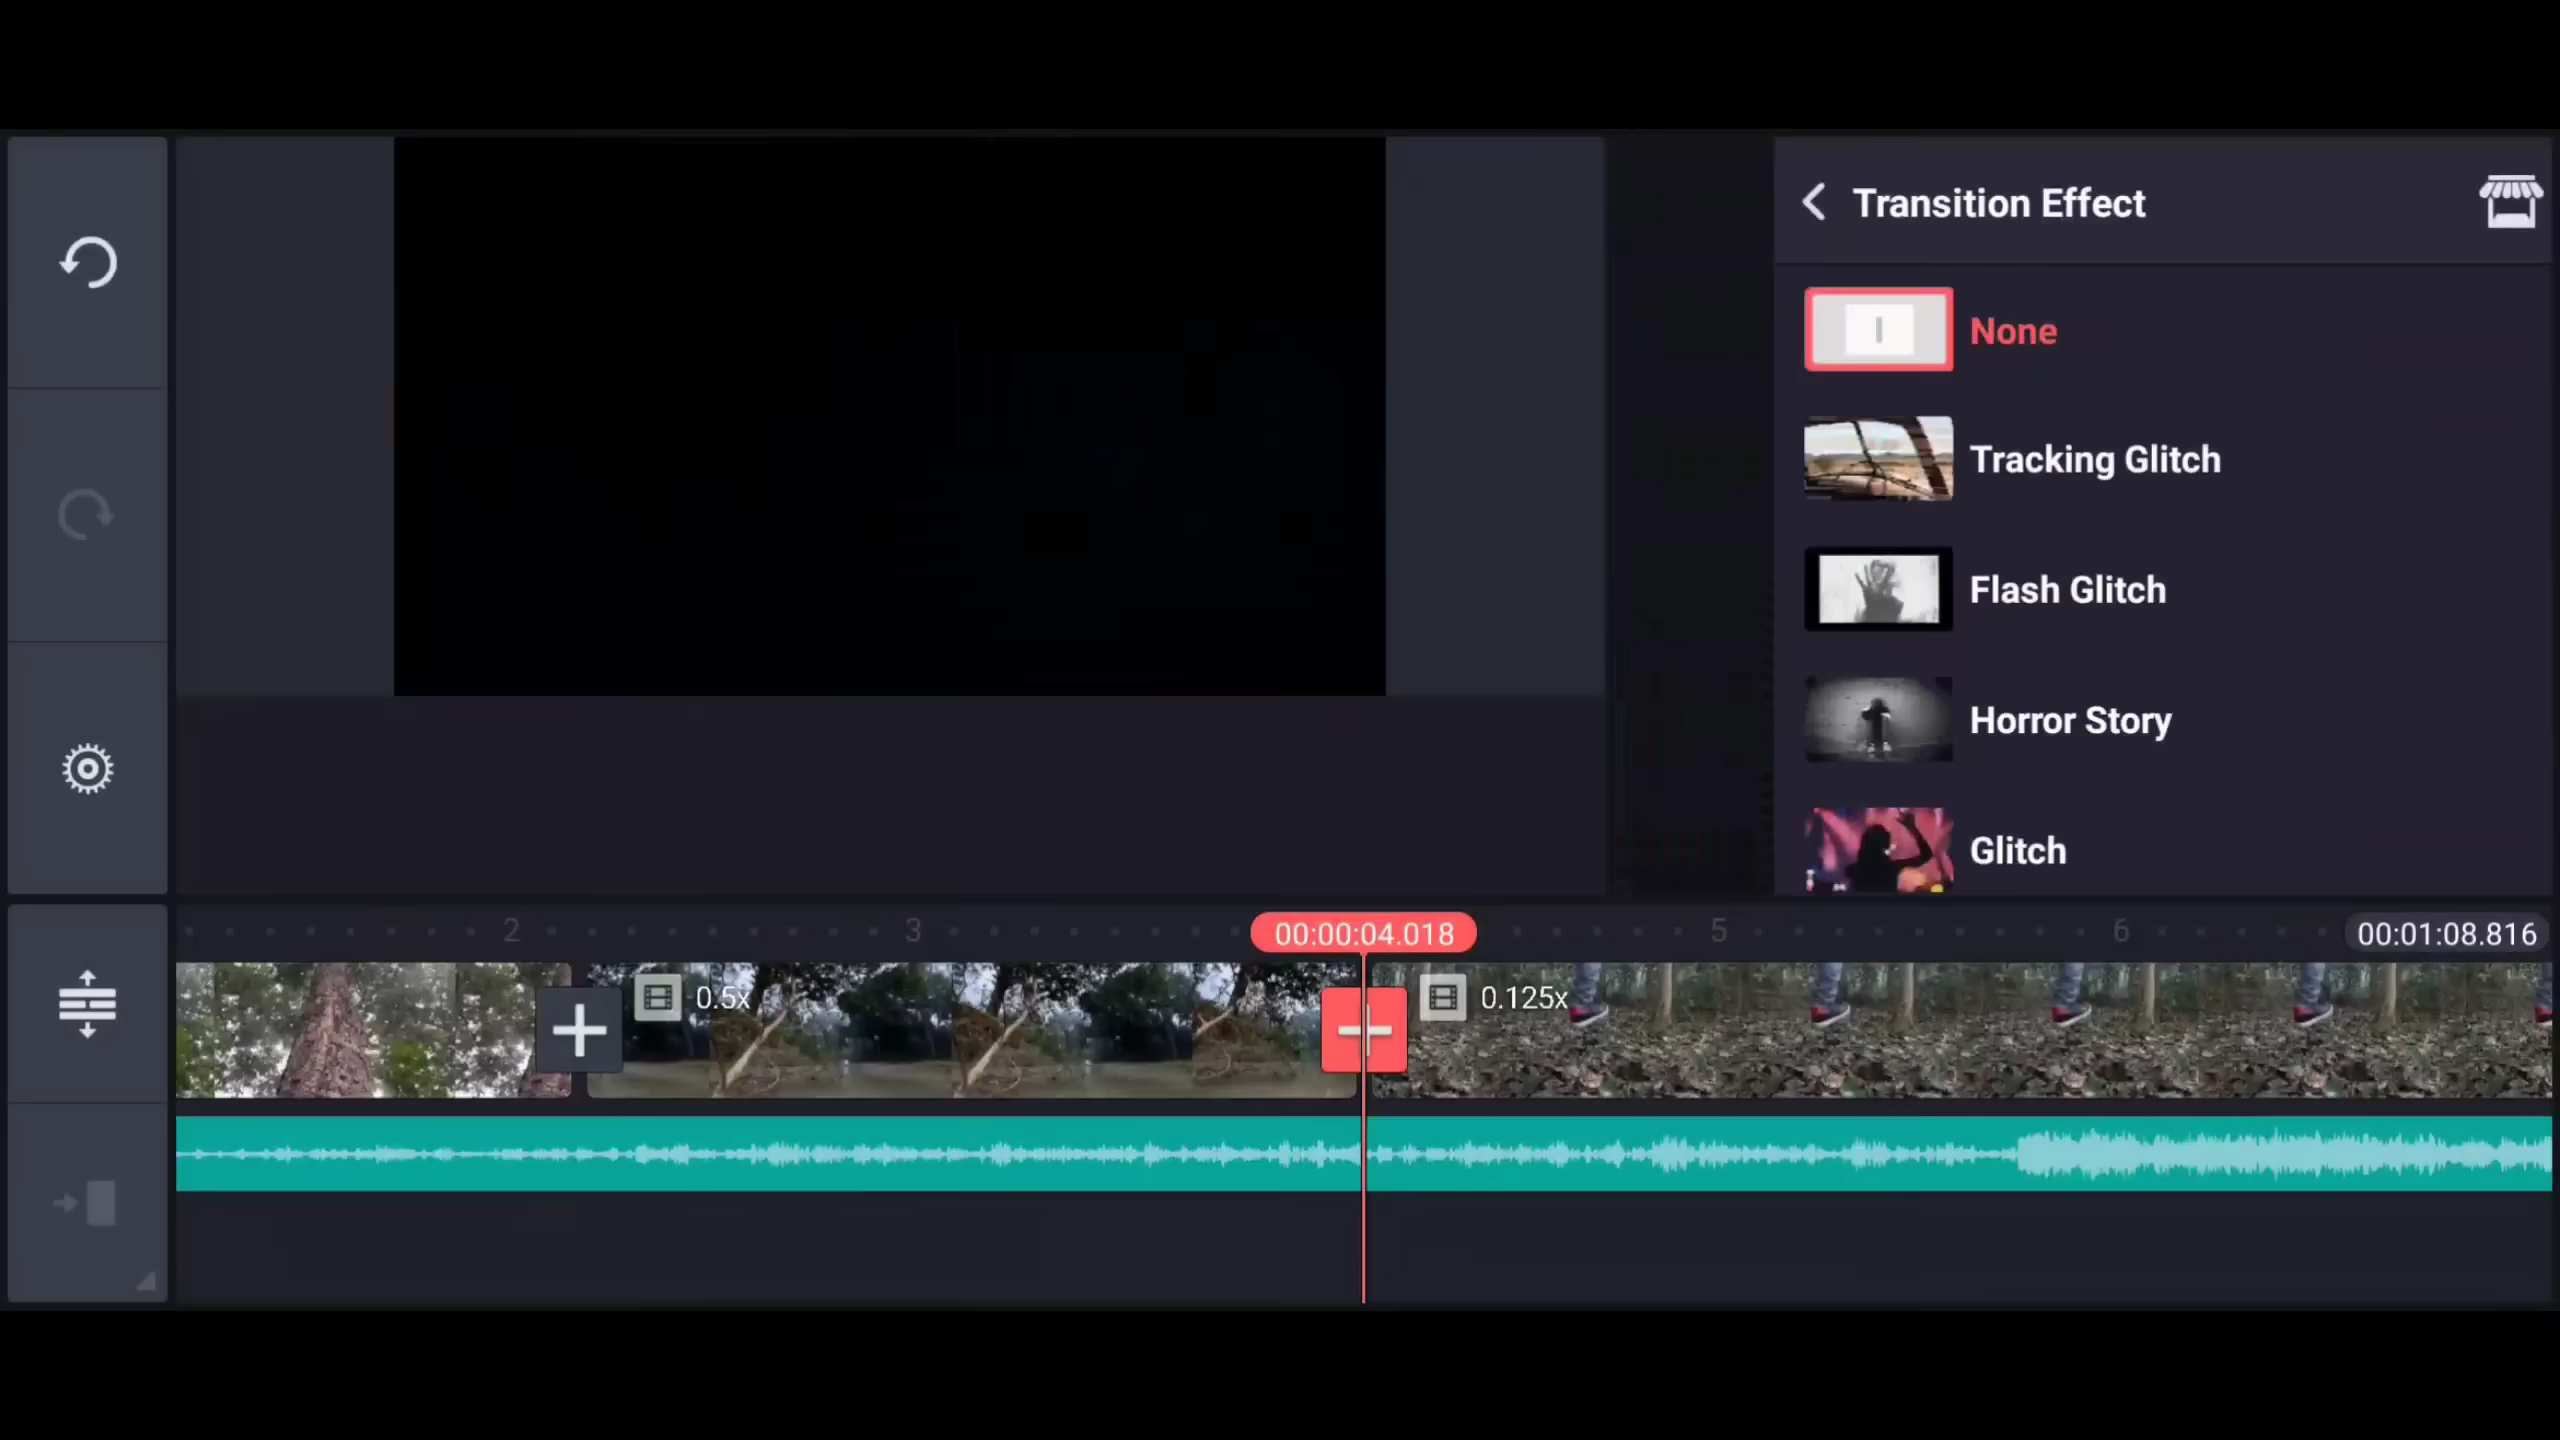 Transition Effect
None
Tracking Glitch
Flash Glitch
Horror Story
Glitch
2
3
00:00:04.018
5
6
00:01:08.816
0.5x
0.125x